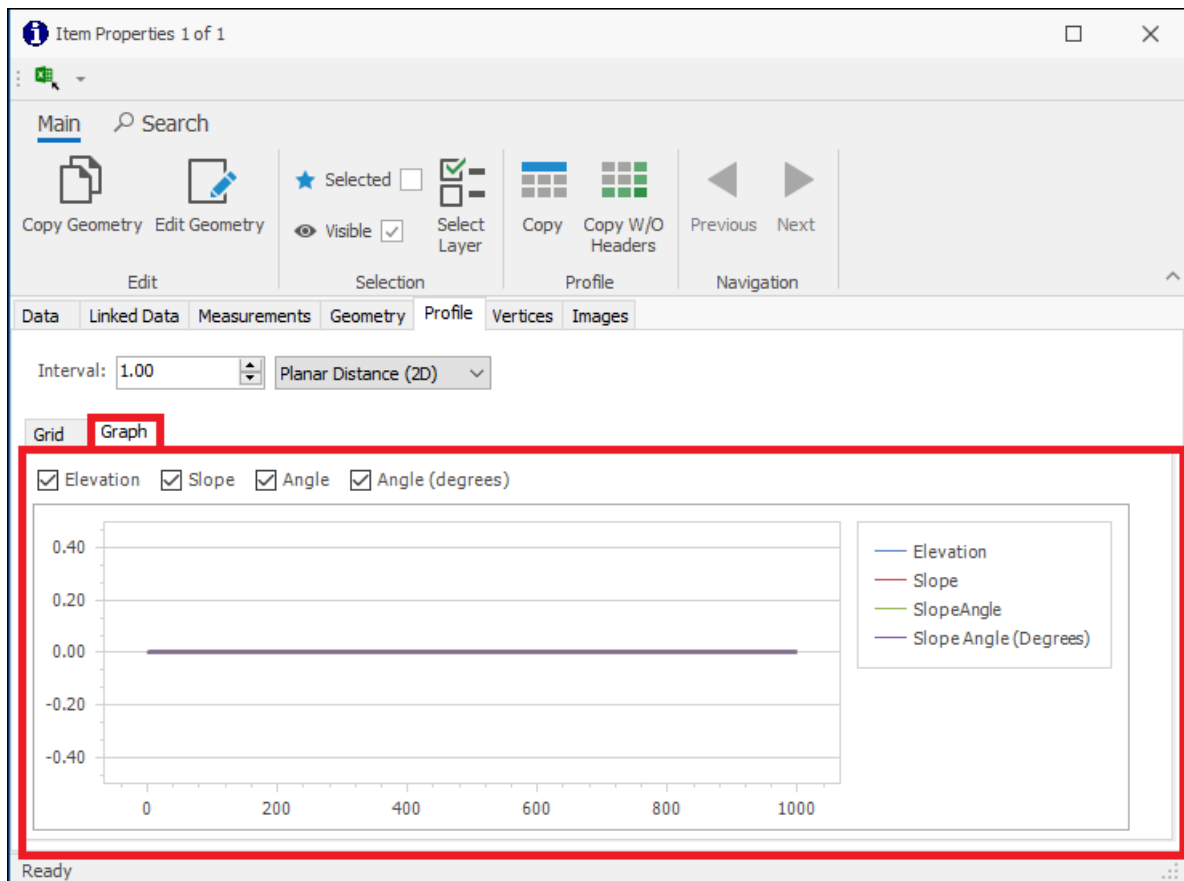 Item Properties 1 of 1
Main Search
Copy Geometry Edit Geometry
Selected
Visible
Select
Layer
Copy
Copy W/O
Headers
Previous Next
Edit Selection Profile Navigation
Data Linked Data Measurements Geometry Profile Vertices Images
Interval: 1.00 Planar Distance (2D)
Grid Graph
Elevation Slope Angle Angle (degrees)
0.40
0.20
0.00
-0.20
-0.40
0 200 400 600 800 1000
Elevation
Slope
SlopeAngle
Slope Angle (Degrees)
Ready